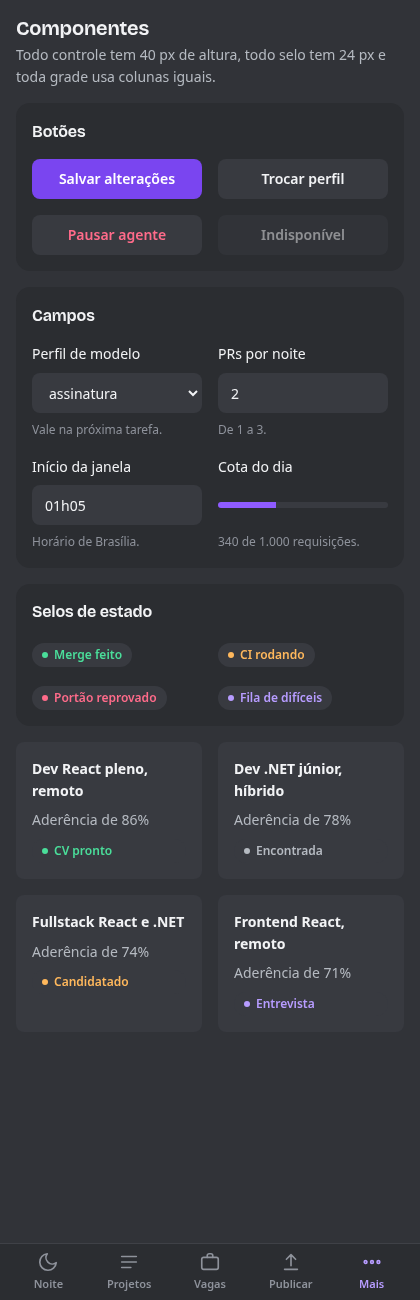 Componentes
Todo controle tem 40 px de altura, todo selo tem 24 px e
toda grade usa colunas iguais.
Botões
Salvar alterações
Trocar perfil
Pausar agente
Indisponível
Campos
Perfil de modelo
PRs por noite
assinatura
2
Vale na próxima tarefa.
De 1 a 3.
Início da janela
Cota do dia
01h05
Horário de Brasília.
340 de 1.000 requisições.
Selos de estado
Merge feito
CI rodando
Portão reprovado
Fila de difíceis
Dev React pleno,
remoto
Aderência de 86%
CV pronto
Dev .NET júnior,
híbrido
Aderência de 78%
Encontrada
Fullstack React e .NET
Aderência de 74%
Candidatado
Frontend React,
remoto
Aderência de 71%
Entrevista
Noite
Projetos
Vagas
Publicar
Mais